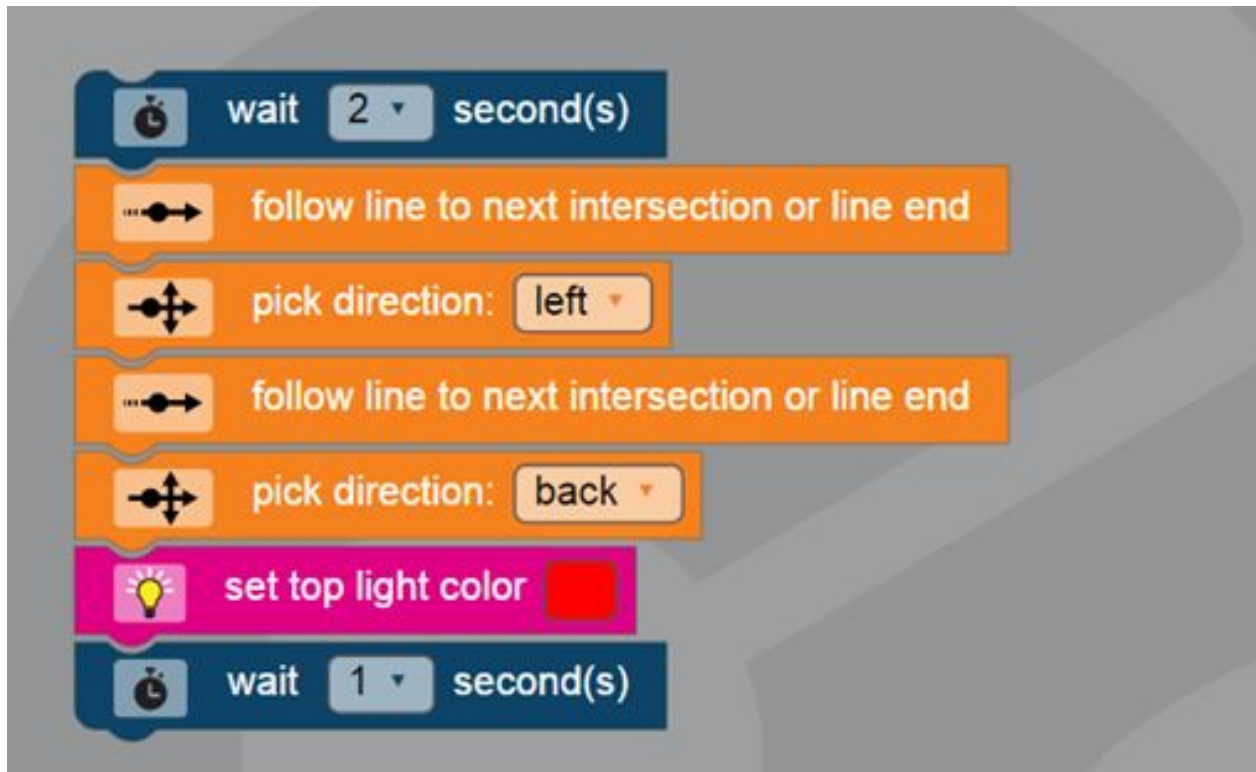 wait 2 second(s)
follow line to next intersection or line end
pick direction: left
follow line to next intersection or line end
pick direction: back
set top light color
wait 1 second(s)